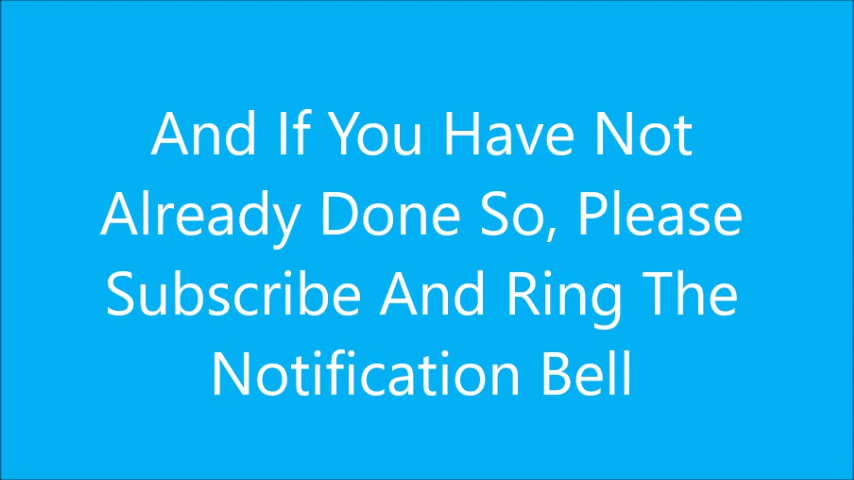 And If You Have Not
Already Done So, Please
Subscribe And Ring The
Notification Bell